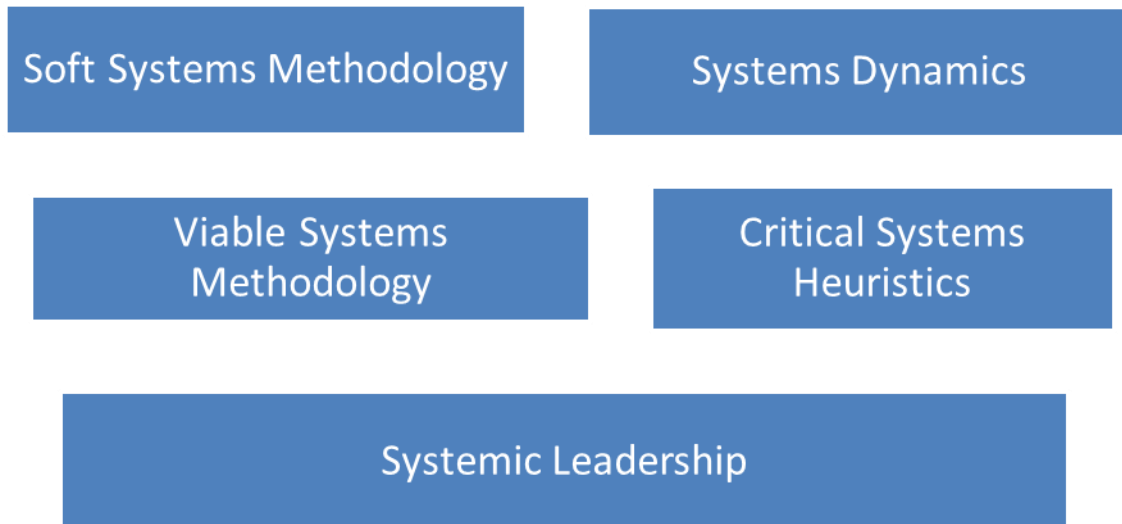 Soft Systems Methodology
Systems Dynamics
Viable Systems
Methodology
Critical Systems
Heuristics
Systemic Leadership